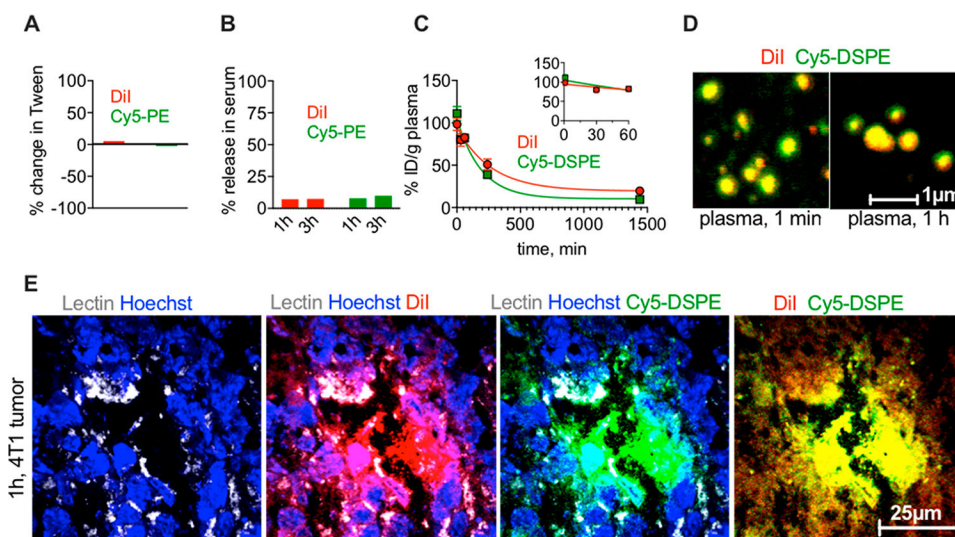 A
% change in Tween
100
50
0
-50
-100
DiI
Cy5-PE
B
% release in serum
100
75
50
25
0
DiI
Cy5-PE
1h 3h 1h 3h
C
% ID/g plasma
150
100
50
0
0 500 1000 1500
time, min
DiI
Cy5-DSPE
150
100
50
0
0 30 60
D
DiI Cy5-DSPE
1µm
plasma, 1 min
plasma, 1 h
E
Lectin Hoechst
Lectin Hoechst DiI
Lectin Hoechst Cy5-DSPE
DiI Cy5-DSPE
1h, 4T1 tumor
25µm